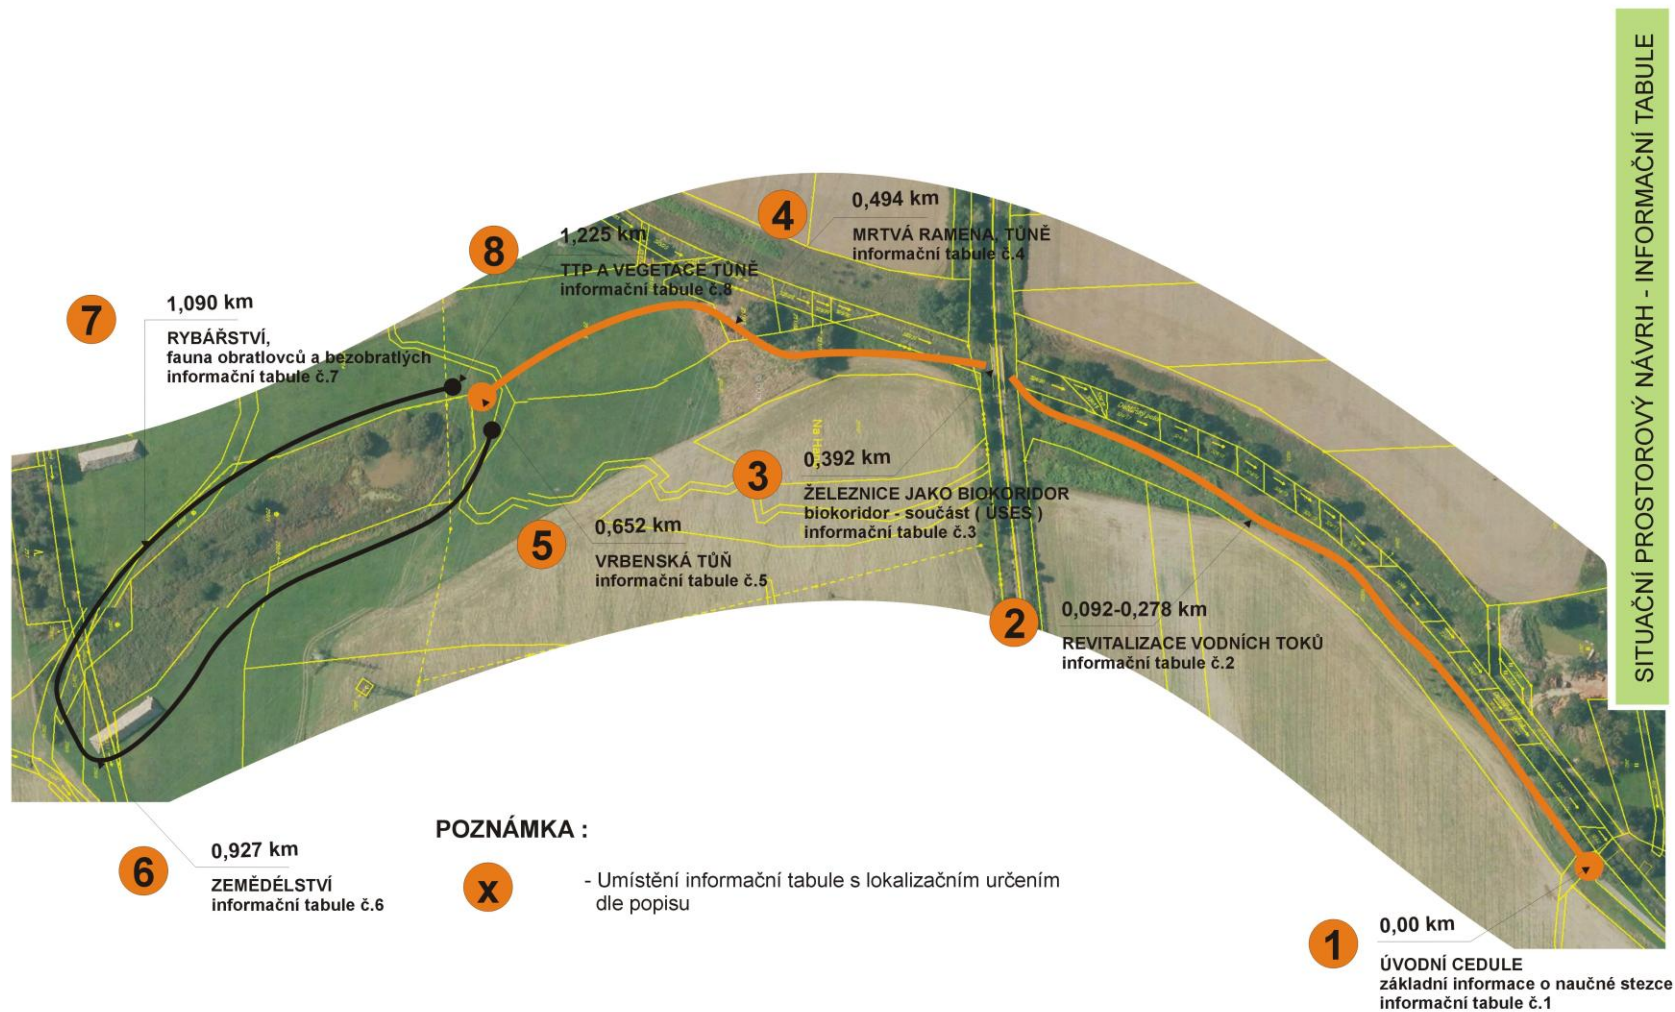 SITUAČNÍ PROSTOROVÝ NÁVRH - INFORMAČNÍ TABULE
4
0,494 km
MRTVÁ RAMENA, TŮNĚ
informační tabule č.4
8
1,225 km
TTP A VEGETACE TŮNĚ
informační tabule č.8
7
1,090 km
RYBÁŘSTVÍ,
fauna obratlovců a bezobratlých
informační tabule č.7
3
0,392 km
ŽELEZNICE JAKO BIOKORIDOR
biokoridor - součást ( ÚSES )
informační tabule č.3
5
0,652 km
VRBENSKÁ TŮŇ
informační tabule č.5
2
0,092-0,278 km
REVITALIZACE VODNÍCH TOKŮ
informační tabule č.2
6
0,927 km
ZEMĚDÉLSTVÍ
informační tabule č.6
POZNÁMKA :
x
- Umístění informační tabule s lokalizačním určením
dle popisu
1
0,00 km
ÚVODNÍ CEDULE
základní informace o naučné stezce
informační tabule č.1